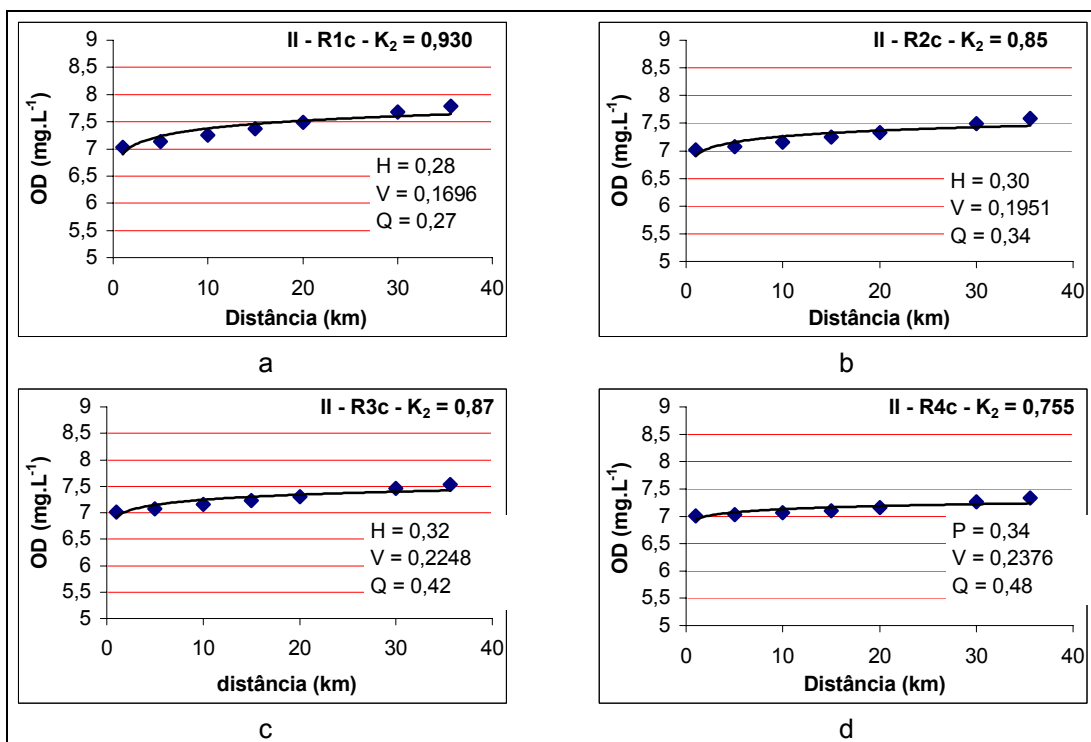 II - R1c - K₂ = 0,930
9
8,5
8
7,5
7
6,5
6
5,5
5
OD (mg.L⁻¹)
H = 0,28
V = 0,1696
Q = 0,27
0 10 20 30 40
Distância (km)
a
II - R2c - K₂ = 0,85
9
8,5
8
7,5
7
6,5
6
5,5
5
OD (mg.L⁻¹)
H = 0,30
V = 0,1951
Q = 0,34
0 10 20 30 40
Distância (km)
b
II - R3c - K₂ = 0,87
9
8,5
8
7,5
7
6,5
6
5,5
5
OD (mg.L⁻¹)
H = 0,32
V = 0,2248
Q = 0,42
0 10 20 30 40
distância (km)
c
II - R4c - K₂ = 0,755
9
8,5
8
7,5
7
6,5
6
5,5
5
OD (mg.L⁻¹)
P = 0,34
V = 0,2376
Q = 0,48
0 10 20 30 40
Distância (km)
d